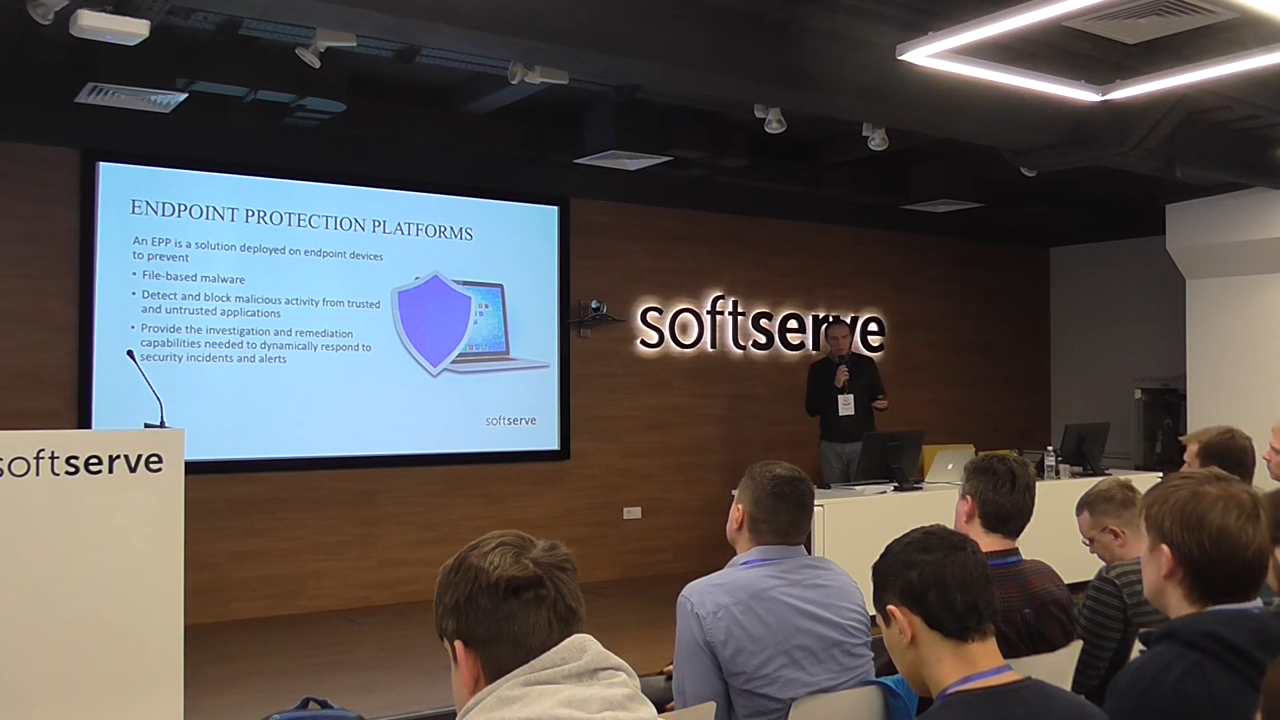 ENDPOINT PROTECTION PLATFORMS
An EPP is a solution deployed on endpoint devices
to prevent
• File-based malware
• Detect and block malicious activity from trusted
and untrusted applications
• Provide the investigation and remediation
capabilities needed to dynamically respond to
security incidents and alerts
softserve
softserve
softserve